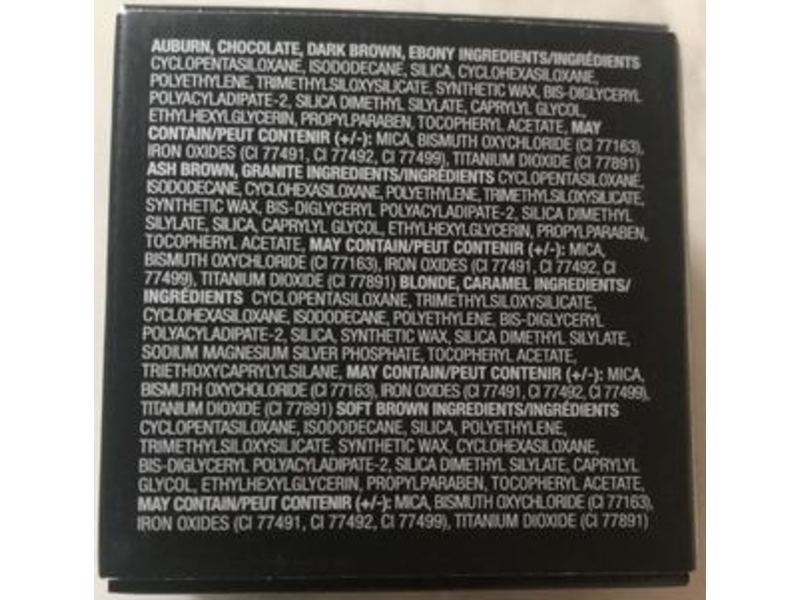 AUBURN, CHOCOLATE, DARK BROWN, EBONY INGREDIENTS/INGRÉDIENTS
CYCLOPENTASILOXANE, ISODODECANE, SILICA, CYCLOHEXASILOXANE,
POLYETHYLENE, TRIMETHYLSILOXYSILICATE, SYNTHETIC WAX, BIS-DIGLYCERYL
POLYACYLADIPATE-2, SILICA DIMETHYL SILYLATE, CAPRYLYL GLYCOL,
ETHYLHEXYLGLYCERIN, PROPYLPARABEN, TOCOPHERYL ACETATE, MAY
CONTAIN/PEUT CONTENIR (+/-): MICA, BISMUTH OXYCHLORIDE (CI 77163),
IRON OXIDES (CI 77491, CI 77492, CI 77499), TITANIUM DIOXIDE (CI 77891)
ASH BROWN, GRANITE INGREDIENTS/INGRÉDIENTS CYCLOPENTASILOXANE,
ISODODECANE, CYCLOHEXASILOXANE, POLYETHYLENE, TRIMETHYLSILOXYSILICATE,
SYNTHETIC WAX, BIS-DIGLYCERYL POLYACYLADIPATE-2, SILICA DIMETHYL
SILYLATE, SILICA, CAPRYLYL GLYCOL, ETHYLHEXYLGLYCERIN, PROPYLPARABEN,
TOCOPHERYL ACETATE, MAY CONTAIN/PEUT CONTENIR (+/-): MICA,
BISMUTH OXYCHLORIDE (CI 77163), IRON OXIDES (CI 77491, CI 77492, CI
77499), TITANIUM DIOXIDE (CI 77891) BLONDE, CARAMEL INGREDIENTS/
INGRÉDIENTS CYCLOPENTASILOXANE, TRIMETHYLSILOXYSILICATE,
CYCLOHEXASILOXANE, ISODODECANE, POLYETHYLENE, BIS-DIGLYCERYL
POLYACYLADIPATE-2, SILICA, SYNTHETIC WAX, SILICA DIMETHYL SILYLATE,
SODIUM MAGNESIUM SILVER PHOSPHATE, TOCOPHERYL ACETATE,
TRIETHOXYCAPRYLYLSILANE, MAY CONTAIN/PEUT CONTENIR (+/-): MICA,
BISMUTH OXYCHOLORIDE (CI 77163), IRON OXIDES (CI 77491, CI 77492, CI 77499),
TITANIUM DIOXIDE (CI 77891) SOFT BROWN INGREDIENTS/INGRÉDIENTS
CYCLOPENTASILOXANE, ISODODECANE, SILICA, POLYETHYLENE,
TRIMETHYLSILOXYSILICATE, SYNTHETIC WAX, CYCLOHEXASILOXANE,
BIS-DIGLYCERYL POLYACYLADIPATE-2, SILICA DIMETHYL SILYLATE, CAPRYLYL
GLYCOL, ETHYLHEXYLGLYCERIN, PROPYLPARABEN, TOCOPHERYL ACETATE,
MAY CONTAIN/PEUT CONTENIR (+/-): MICA, BISMUTH OXYCHLORIDE (CI 77163),
IRON OXIDES (CI 77491, CI 77492, CI 77499), TITANIUM DIOXIDE (CI 77891)